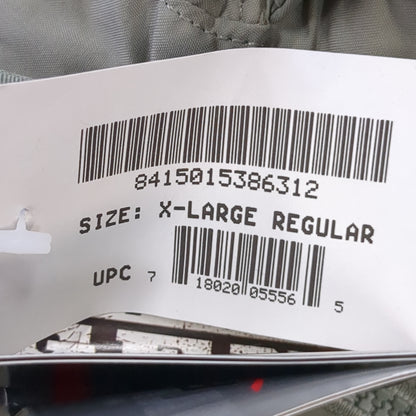 8415015386312
SIZE: X-LARGE REGULAR
UPC 7 18020 05556 5